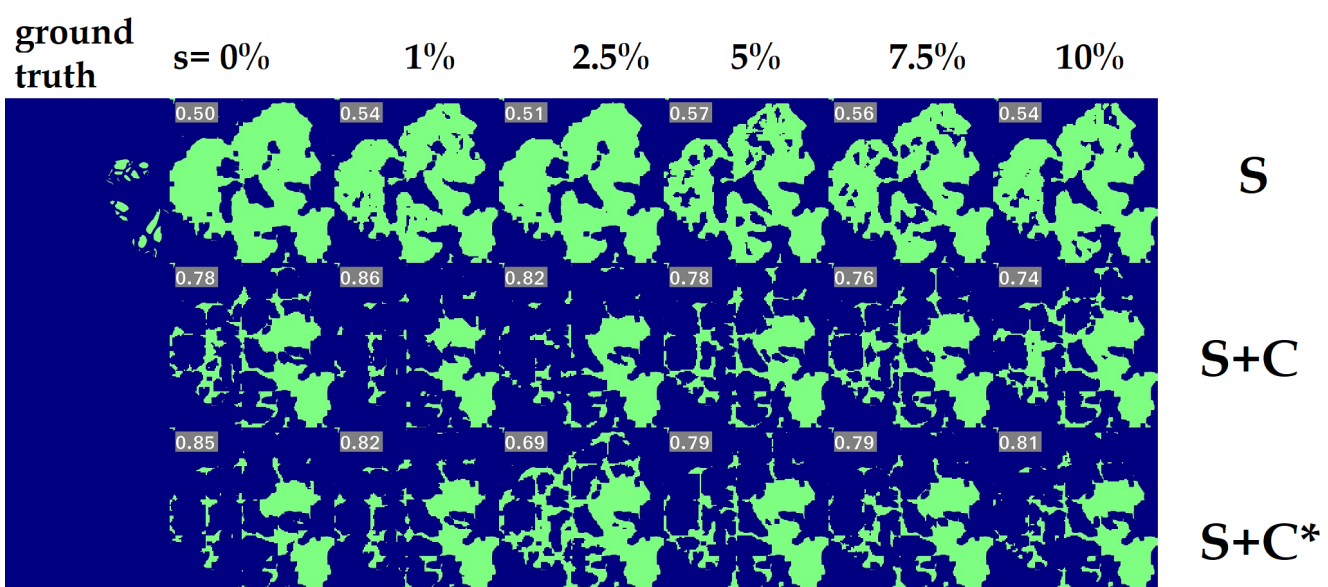 ground
truth
s= 0% 1% 2.5% 5% 7.5% 10%
0.50 0.54 0.51 0.57 0.56 0.54
S
0.78 0.86 0.82 0.78 0.76 0.74
S+C
0.85 0.82 0.69 0.79 0.79 0.81
S+C*